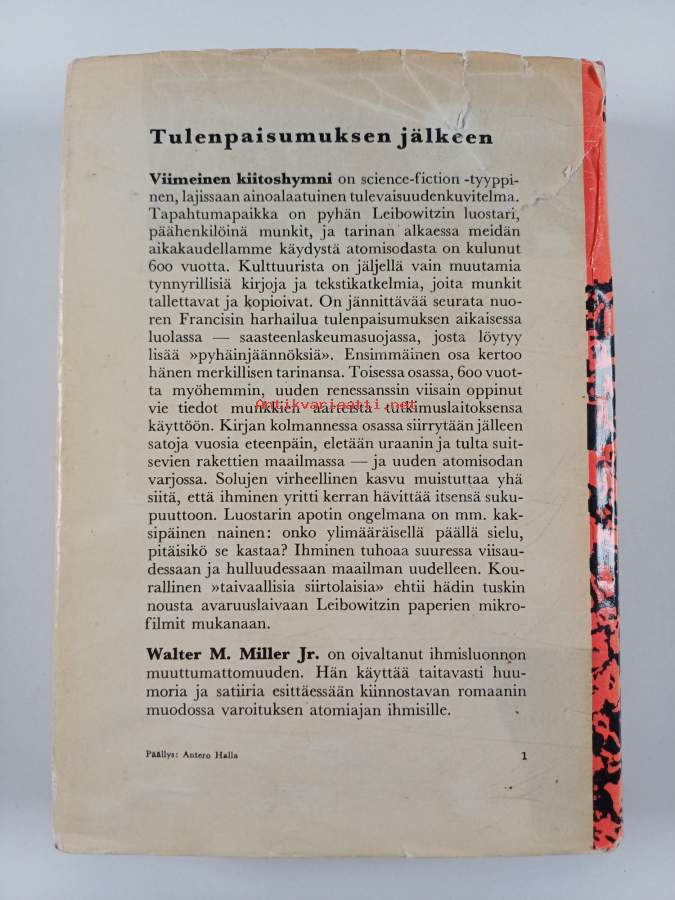 Tulenpaisumuksen jälkeen
Viimeinen kiitoshymni on science-fiction -tyyppi-
nen, lajissaan ainoalaatuinen tulevaisuudenkuvitelma.
Tapahtumapaikka on pyhän Leibowitzin luostari,
päähenkilöinä munkit, ja tarinan alkaessa meidän
aikakaudellamme käydystä atomisodasta on kulunut
600 vuotta. Kulttuurista on jäljellä vain muutamia
tynnyrillisiä kirjoja ja tekstikatkelmia, joita munkit
tallettavat ja kopioivat. On jännittävää seurata nuo-
ren Francisin harhailua tulenpaisumuksen aikaisessa
luolassa — saasteenlaskeumasuojassa, josta löytyy
lisää »pyhäinjäännöksiä». Ensimmäinen osa kertoo
hänen merkillisen tarinansa. Toisessa osassa, 600 vuot-
ta myöhemmin, uuden renessanssin viisain oppinut
vie tiedot munkkien aarteista tutkimuslaitoksensa
Antikvariaatti.net
käyttöön. Kirjan kolmannessa osassa siirrytään jälleen
satoja vuosia eteenpäin, eletään uraanin ja tulta suit-
sevien rakettien maailmassa — ja uuden atomisodan
varjossa. Solujen virheellinen kasvu muistuttaa yhä
siitä, että ihminen yritti kerran hävittää itsensä suku-
puuttoon. Luostarin apotin ongelmana on mm. kak-
sipäinen nainen: onko ylimääräisellä päällä sielu,
pitäisikö se kastaa? Ihminen tuhoaa suuressa viisau-
dessaan ja hulluudessaan maailman uudelleen. Kou-
rallinen »taivaallisia siirtolaisia» ehtii hädin tuskin
nousta avaruuslaivaan Leibowitzin paperien mikro-
filmit mukanaan.
Walter M. Miller Jr. on oivaltanut ihmisluonnon
muuttumattomuuden. Hän käyttää taitavasti huu-
moria ja satiiria esittäessään kiinnostavan romaanin
muodossa varoituksen atomiajan ihmisille.
Päällys: Antero Halla 1